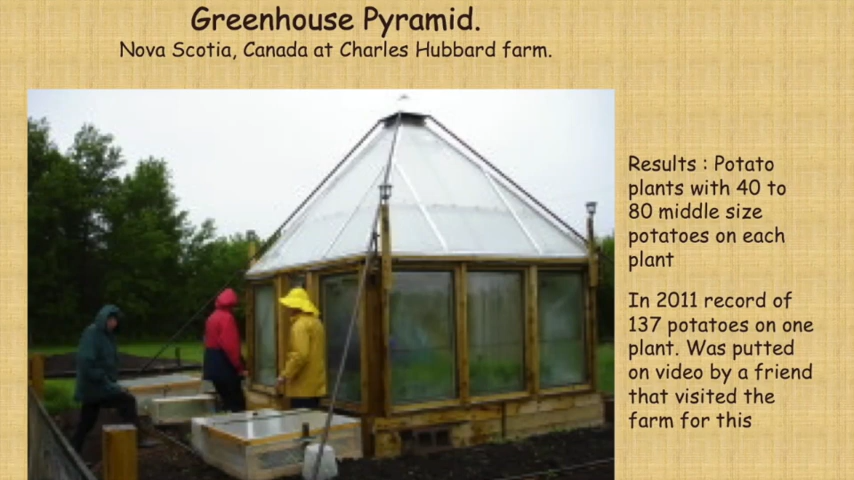 Greenhouse Pyramid.
Nova Scotia, Canada at Charles Hubbard farm.
Results : Potato
plants with 40 to
80 middle size
potatoes on each
plant
In 2011 record of
137 potatoes on one
plant. Was putted
on video by a friend
that visited the
farm for this